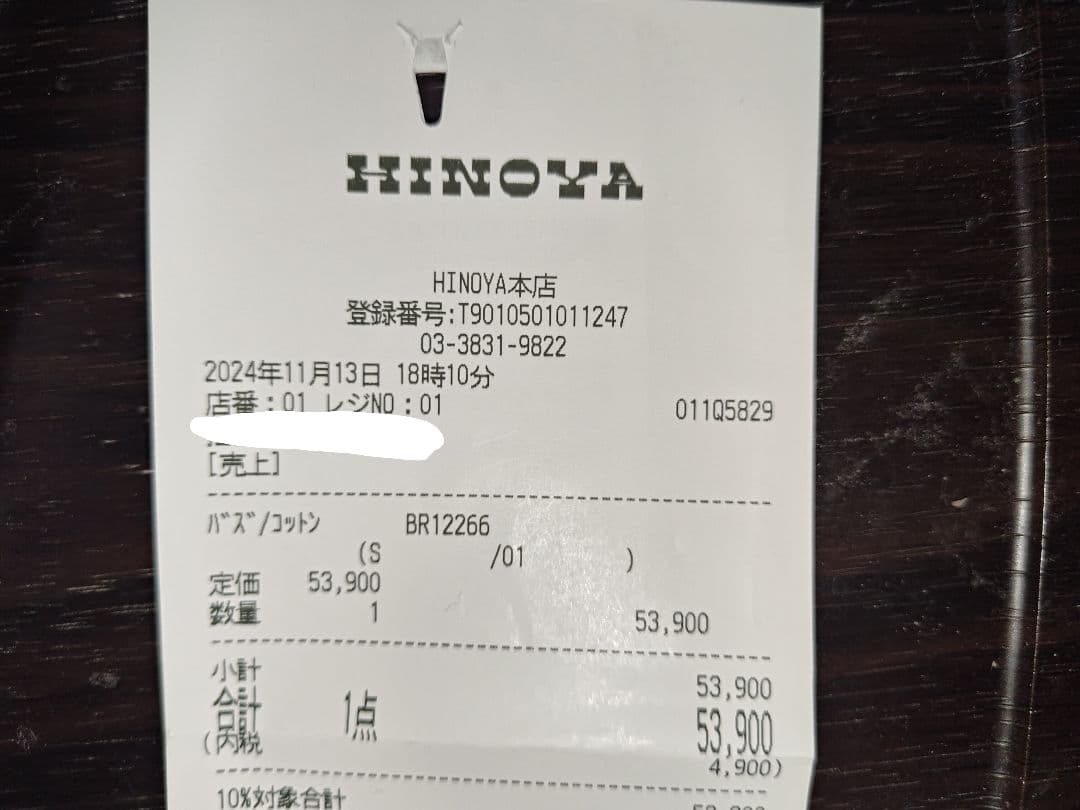 HINOYA
HINOYA本店
登録番号:T9010501011247
03-3831-9822
2024年11月13日 18時10分
店番:01 レジNO:01 011Q5829
[売上]
バズ/コットン BR12266
(S /01 )
定価 53,900
数量 1 53,900
小計 53,900
合計 1点 53,900
(内税 4,900)
10%対象合計